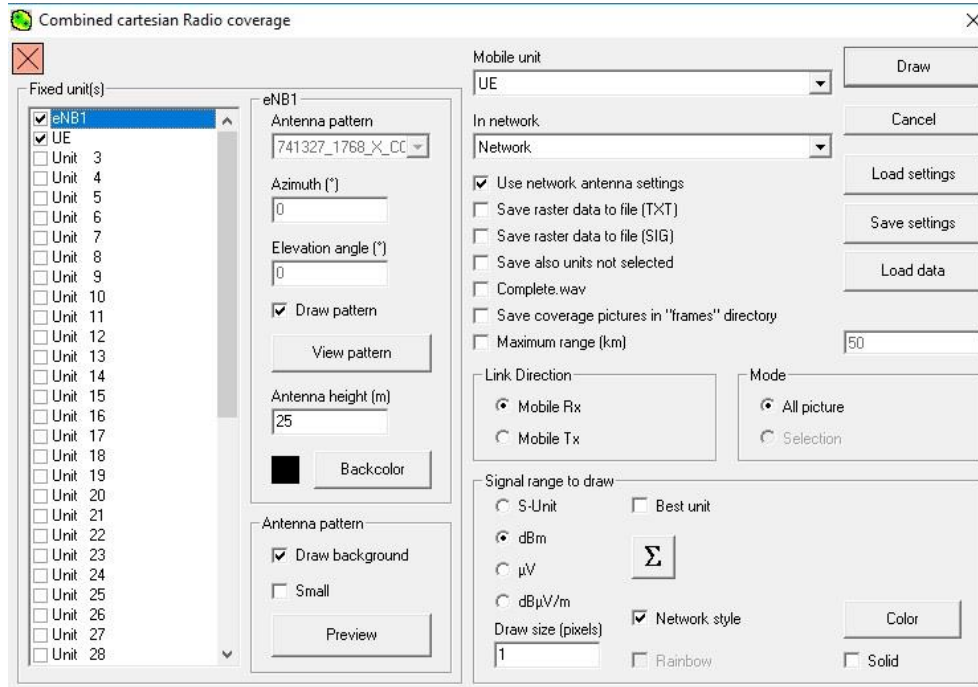 Combined cartesian Radio coverage
Fixed unit(s)
eNB1
UE
Unit 3
Unit 4
Unit 5
Unit 6
Unit 7
Unit 8
Unit 9
Unit 10
Unit 11
Unit 12
Unit 13
Unit 14
Unit 15
Unit 16
Unit 17
Unit 18
Unit 19
Unit 20
Unit 21
Unit 22
Unit 23
Unit 24
Unit 25
Unit 26
Unit 27
Unit 28
eNB1
Antenna pattern
741327_1768_X_CC
Azimuth (°)
0
Elevation angle (°)
0
Draw pattern
View pattern
Antenna height (m)
25
Backcolor
Antenna pattern
Draw background
Small
Preview
Mobile unit
UE
In network
Network
Use network antenna settings
Save raster data to file (TXT)
Save raster data to file (SIG)
Save also units not selected
Complete.wav
Save coverage pictures in "frames" directory
Maximum range (km)
50
Draw
Cancel
Load settings
Save settings
Load data
Link Direction
Mobile Rx
Mobile Tx
Mode
All picture
Selection
Signal range to draw
S-Unit
dBm
µV
dBµV/m
Draw size (pixels)
1
Best unit
Σ
Network style
Rainbow
Color
Solid